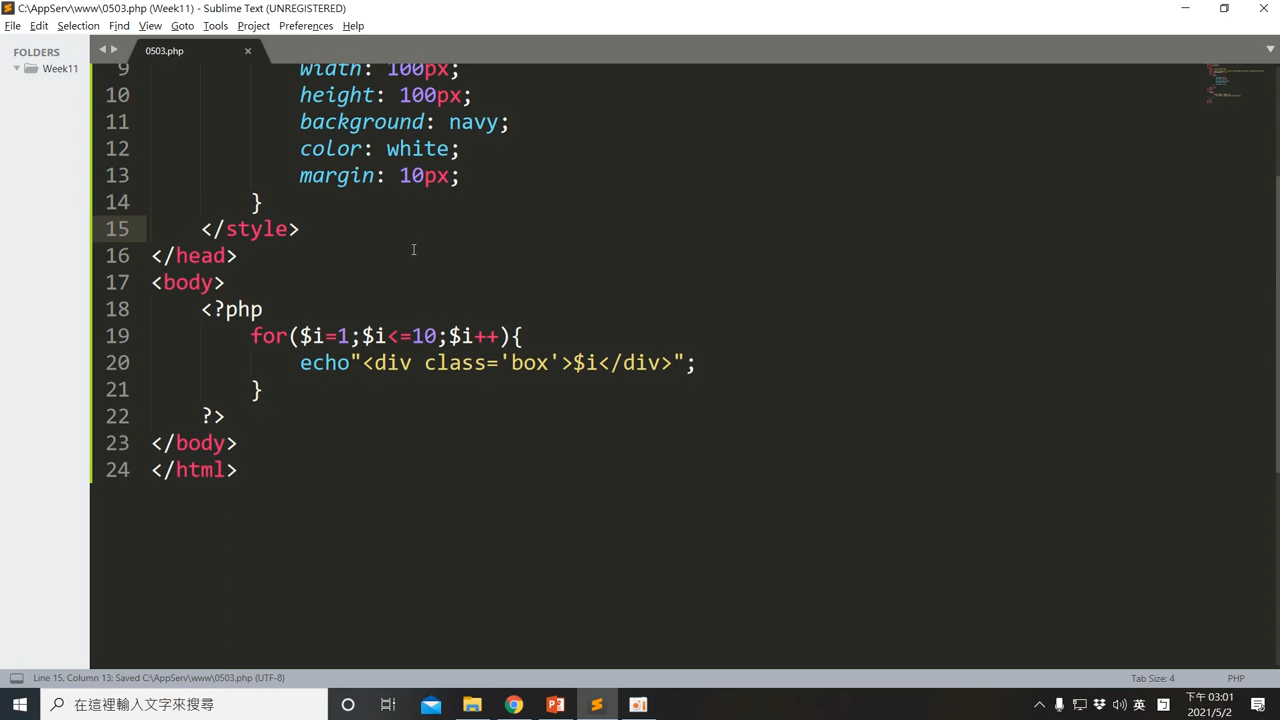 C:\AppServ\www\0503.php (Week11) - Sublime Text (UNREGISTERED)
File Edit Selection Find View Goto Tools Project Preferences Help
FOLDERS
Week11
0503.php
9 width: 100px;
10 height: 100px;
11 background: navy;
12 color: white;
13 margin: 10px;
14 }
15 </style>
16 </head>
17 <body>
18 <?php
19 for($i=1;$i<=10;$i++){
20 echo"<div class='box'>$i</div>";
21 }
22 ?>
23 </body>
24 </html>
Line 15, Column 13: Saved C:\AppServ\www\0503.php (UTF-8)
Tab Size: 4
PHP
在這裡輸入文字來搜尋
英
下午 03:01
2021/5/2